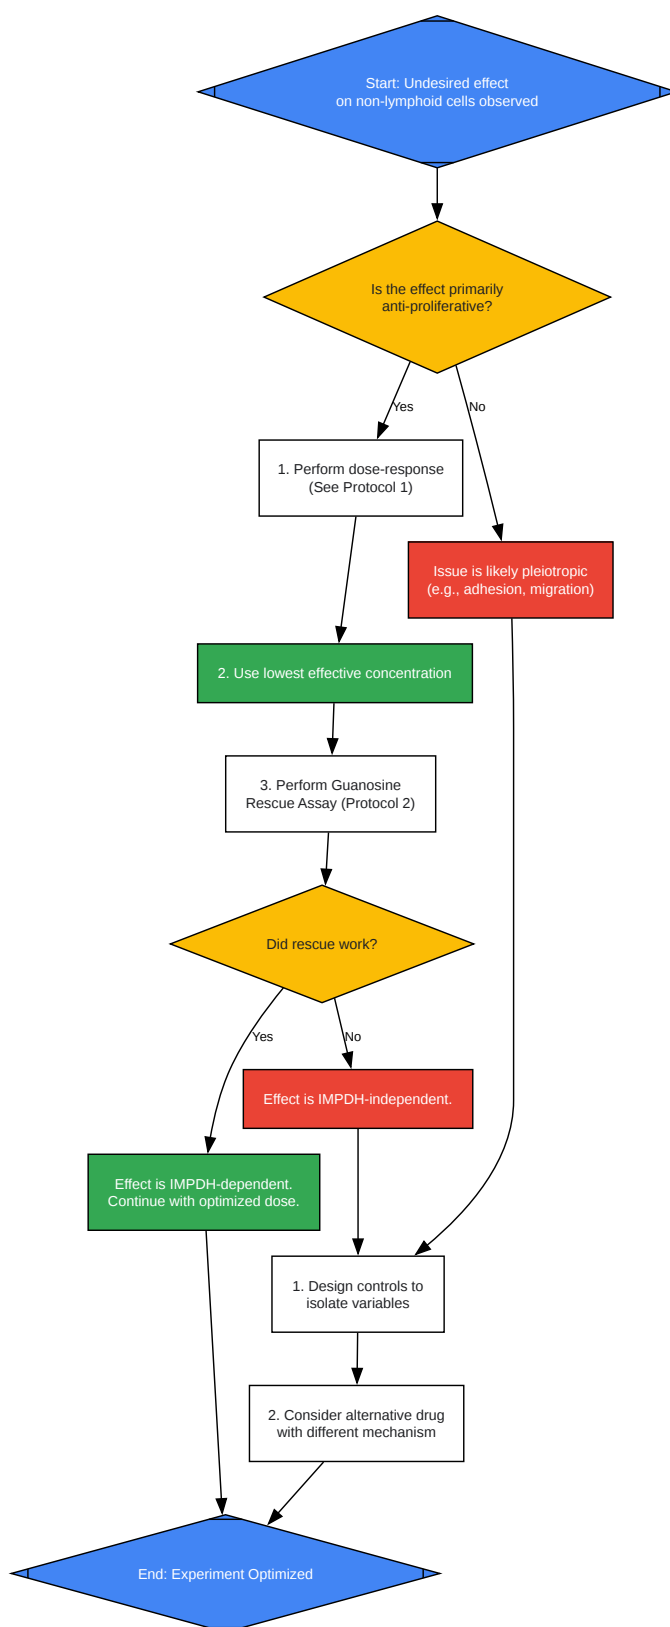 Start: Undesired effect
on non-lymphoid cells observed
Is the effect primarily
anti-proliferative?
Yes
No
1. Perform dose-response
(See Protocol 1)
Issue is likely pleiotropic
(e.g., adhesion, migration)
2. Use lowest effective concentration
3. Perform Guanosine
Rescue Assay (Protocol 2)
Did rescue work?
Yes
No
Effect is IMPDH-independent.
Effect is IMPDH-dependent.
Continue with optimized dose.
1. Design controls to
isolate variables
2. Consider alternative drug
with different mechanism
End: Experiment Optimized